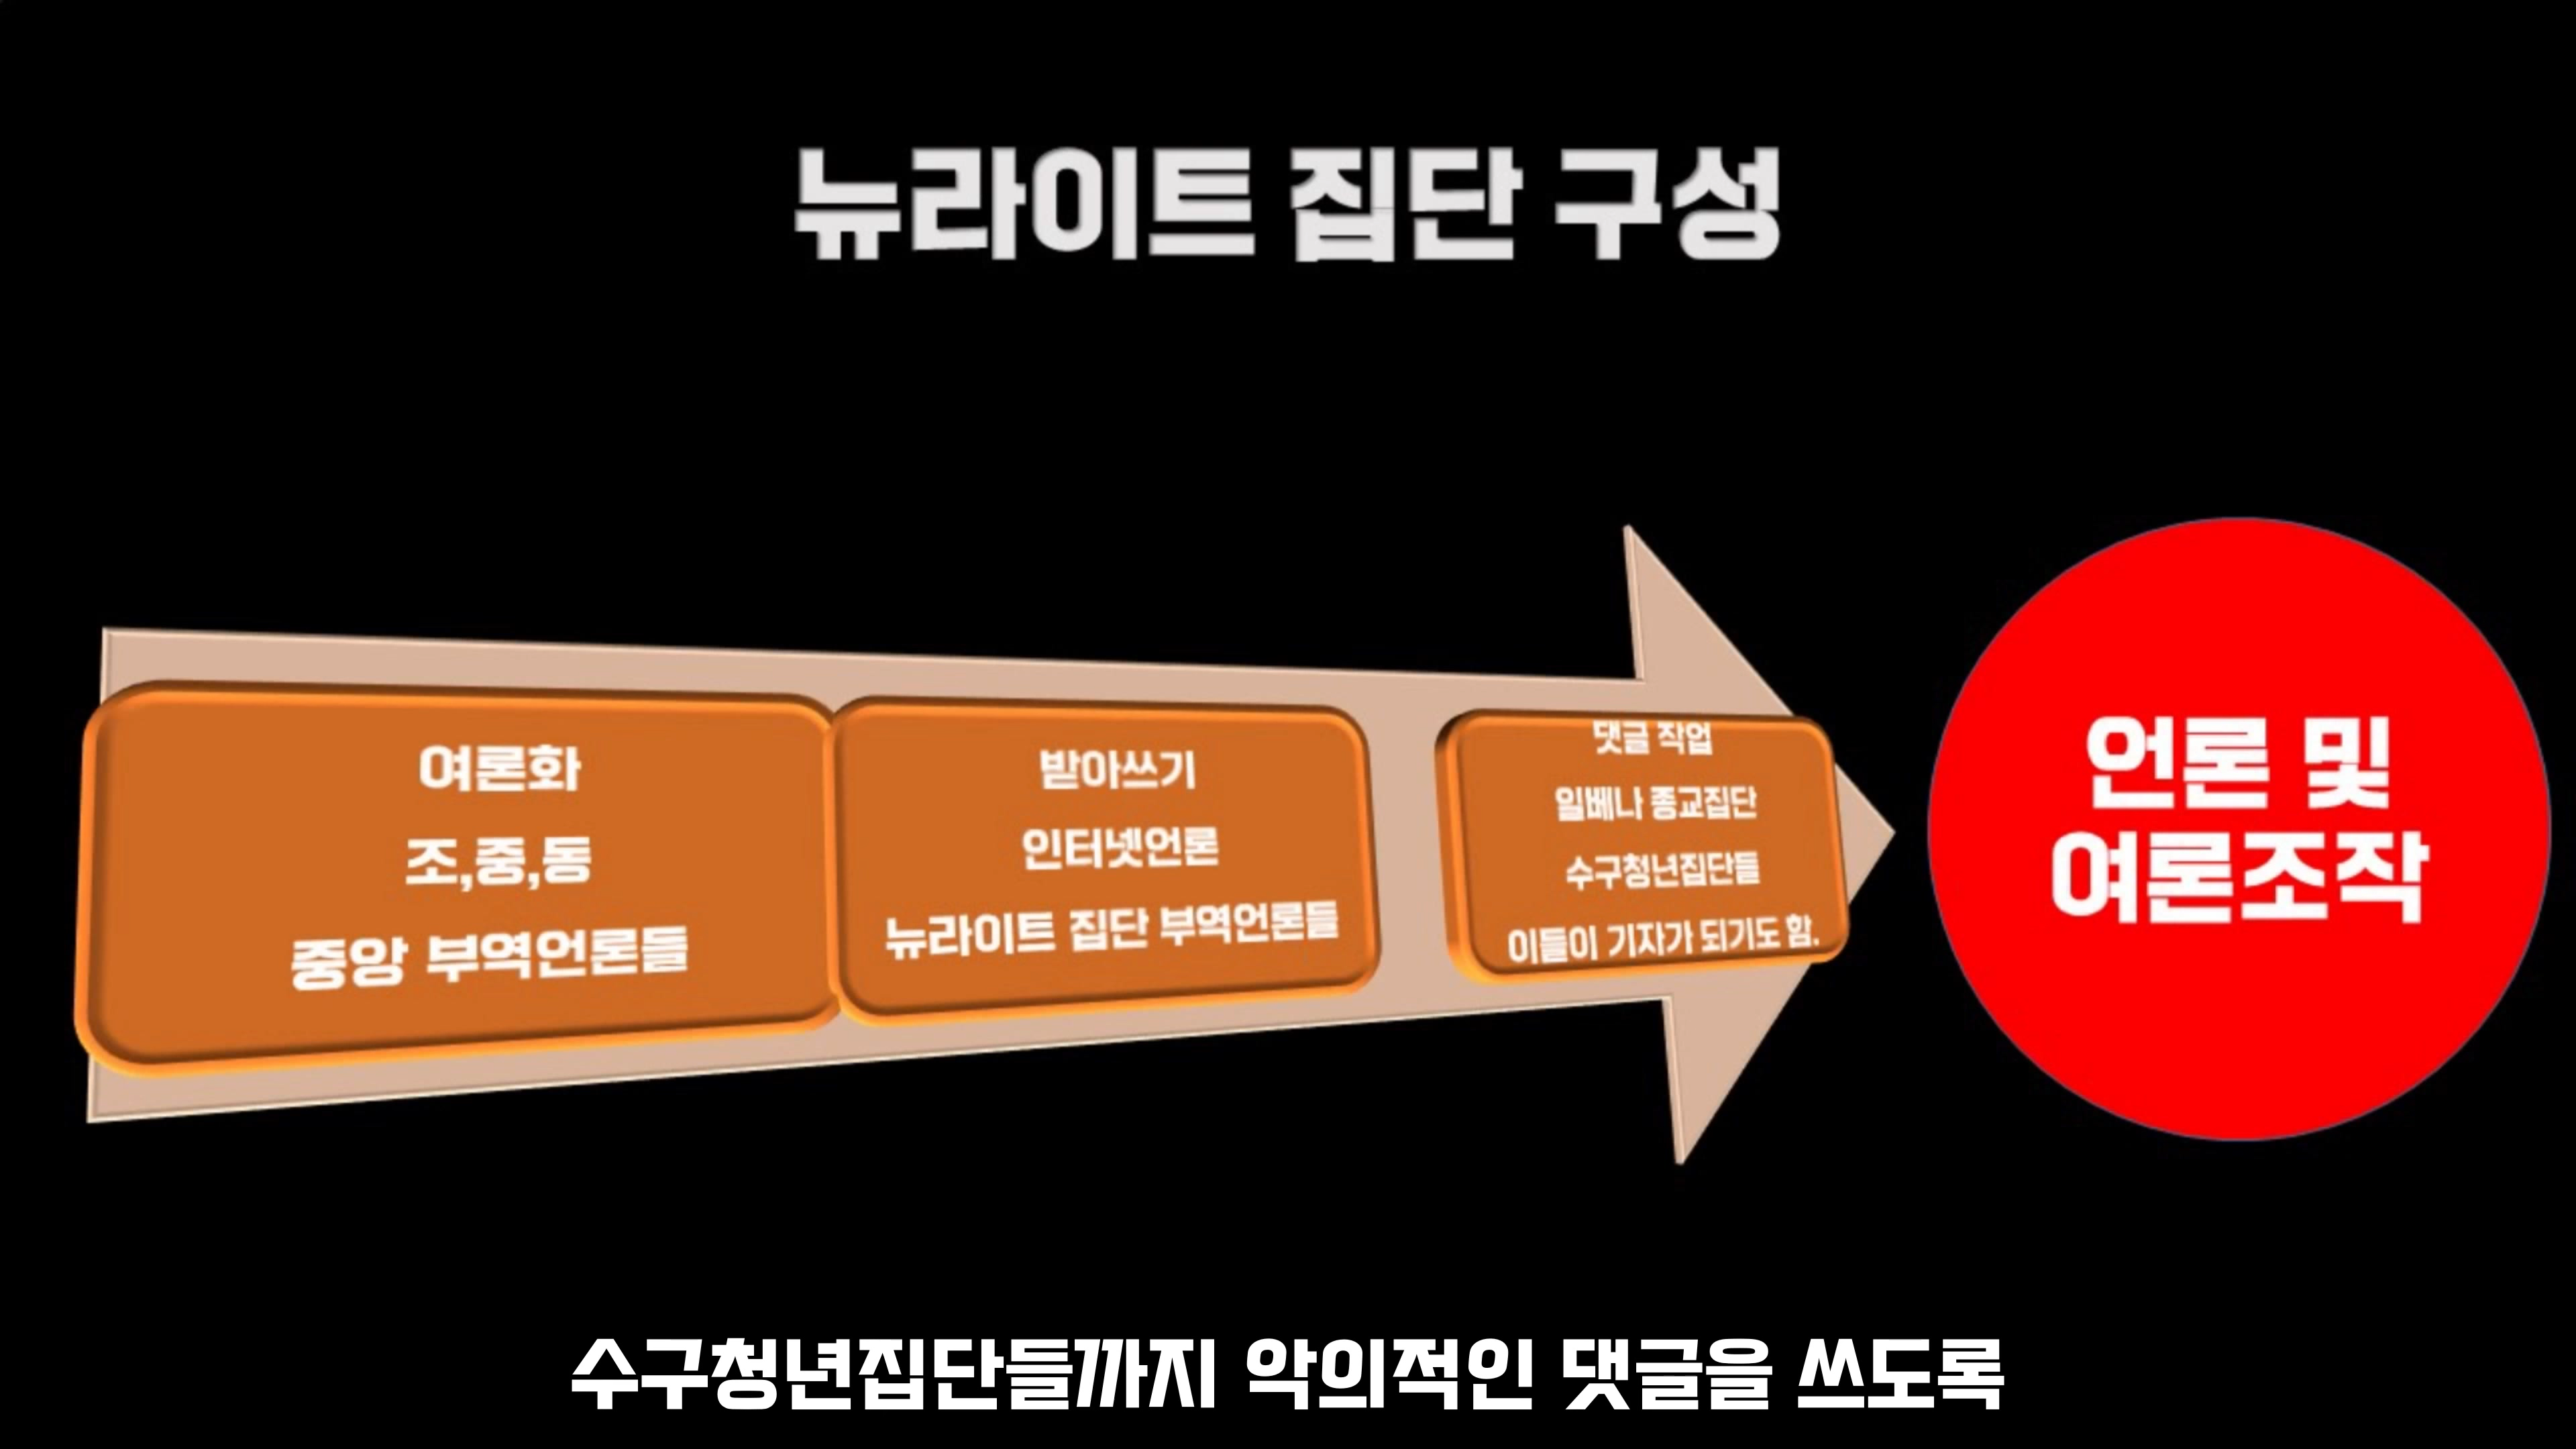 뉴라이트 집단 구성
여론화
조,중,동
중앙 부역언론들
받아쓰기
인터넷언론
뉴라이트 집단 부역언론들
댓글 작업
일베나 종교집단
수구청년집단들
이들이 기자가 되기도 함.
언론 및
여론조작
수구청년집단들까지 악의적인 댓글을 쓰도록